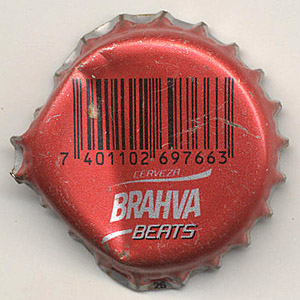 7 401102 697663
CERVEZA
BRAHVA
BEATS
26